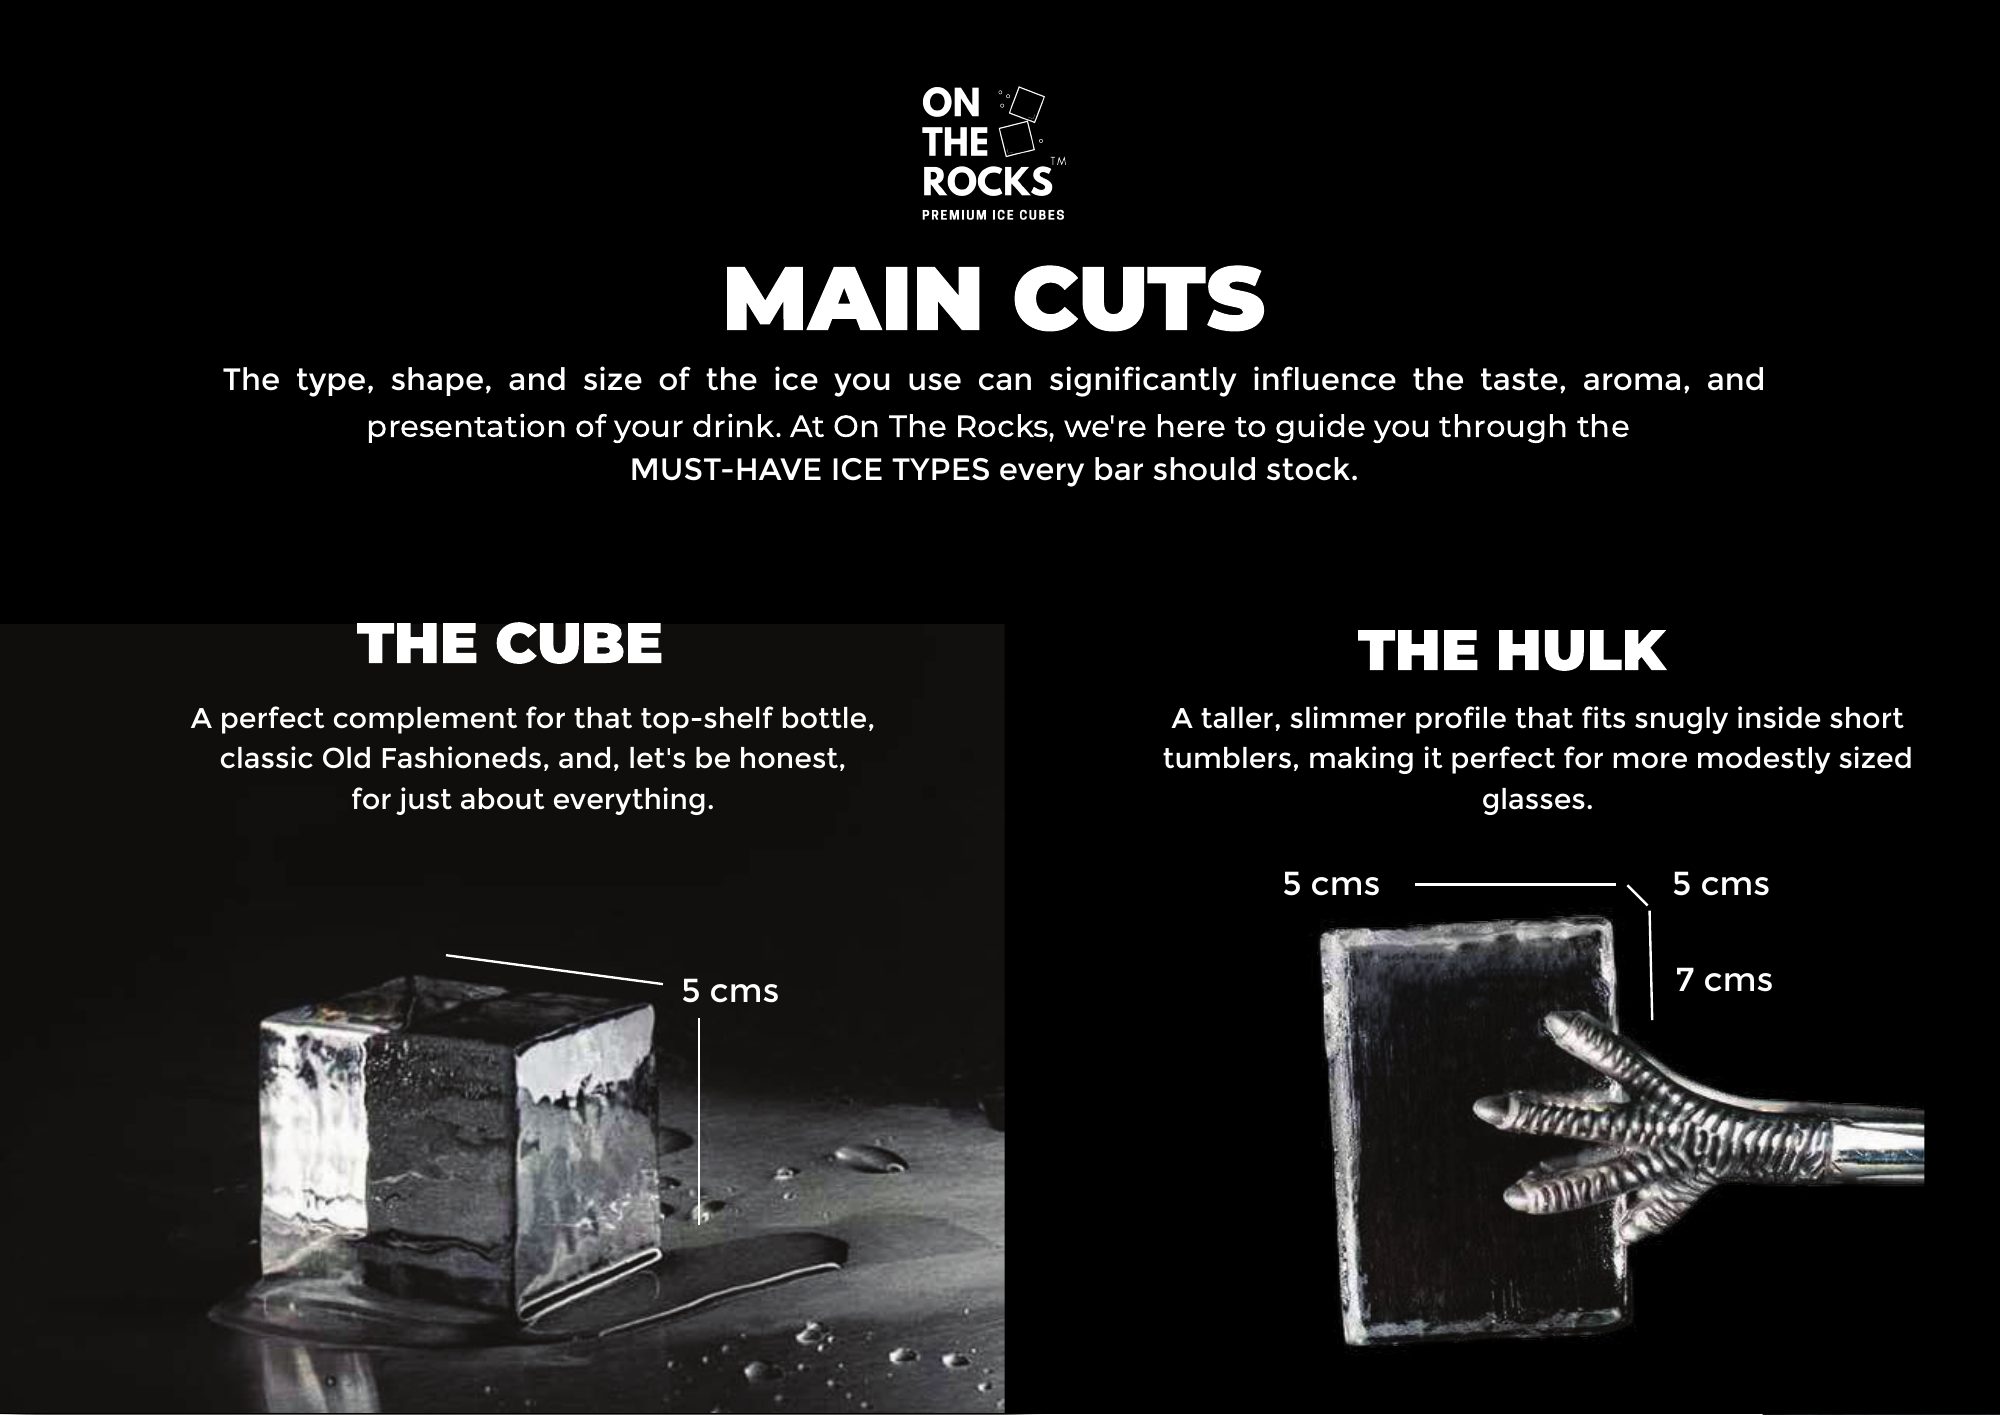 ON
THE
ROCKS™
PREMIUM ICE CUBES
MAIN CUTS
The type, shape, and size of the ice you use can significantly influence the taste, aroma, and
presentation of your drink. At On The Rocks, we're here to guide you through the
MUST-HAVE ICE TYPES every bar should stock.
THE CUBE
A perfect complement for that top-shelf bottle,
classic Old Fashioneds, and, let's be honest,
for just about everything.
5 cms
THE HULK
A taller, slimmer profile that fits snugly inside short
tumblers, making it perfect for more modestly sized
glasses.
5 cms
5 cms
7 cms